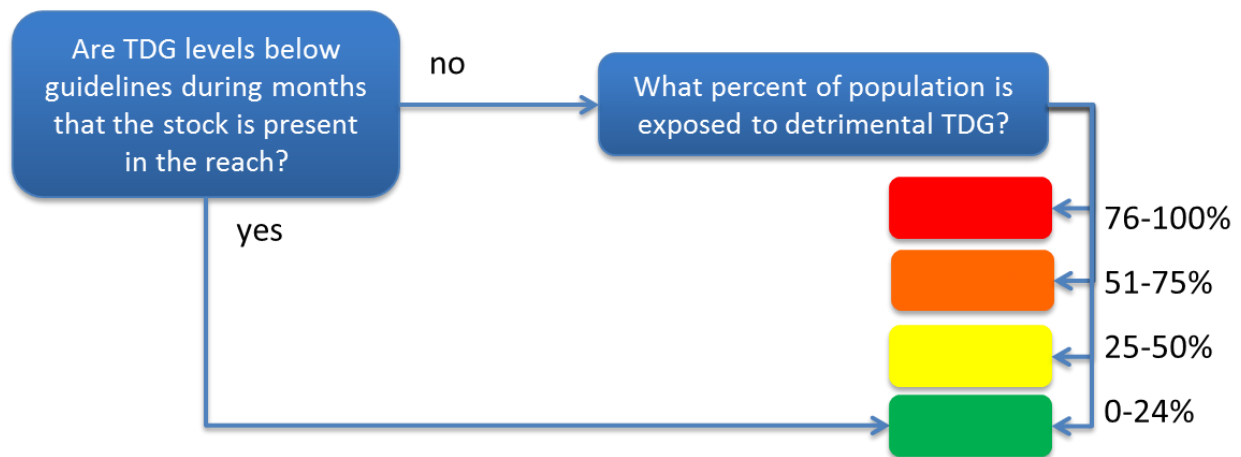 Are TDG levels below
guidelines during months
that the stock is present
in the reach?
no
What percent of population is
exposed to detrimental TDG?
yes
76-100%
51-75%
25-50%
0-24%